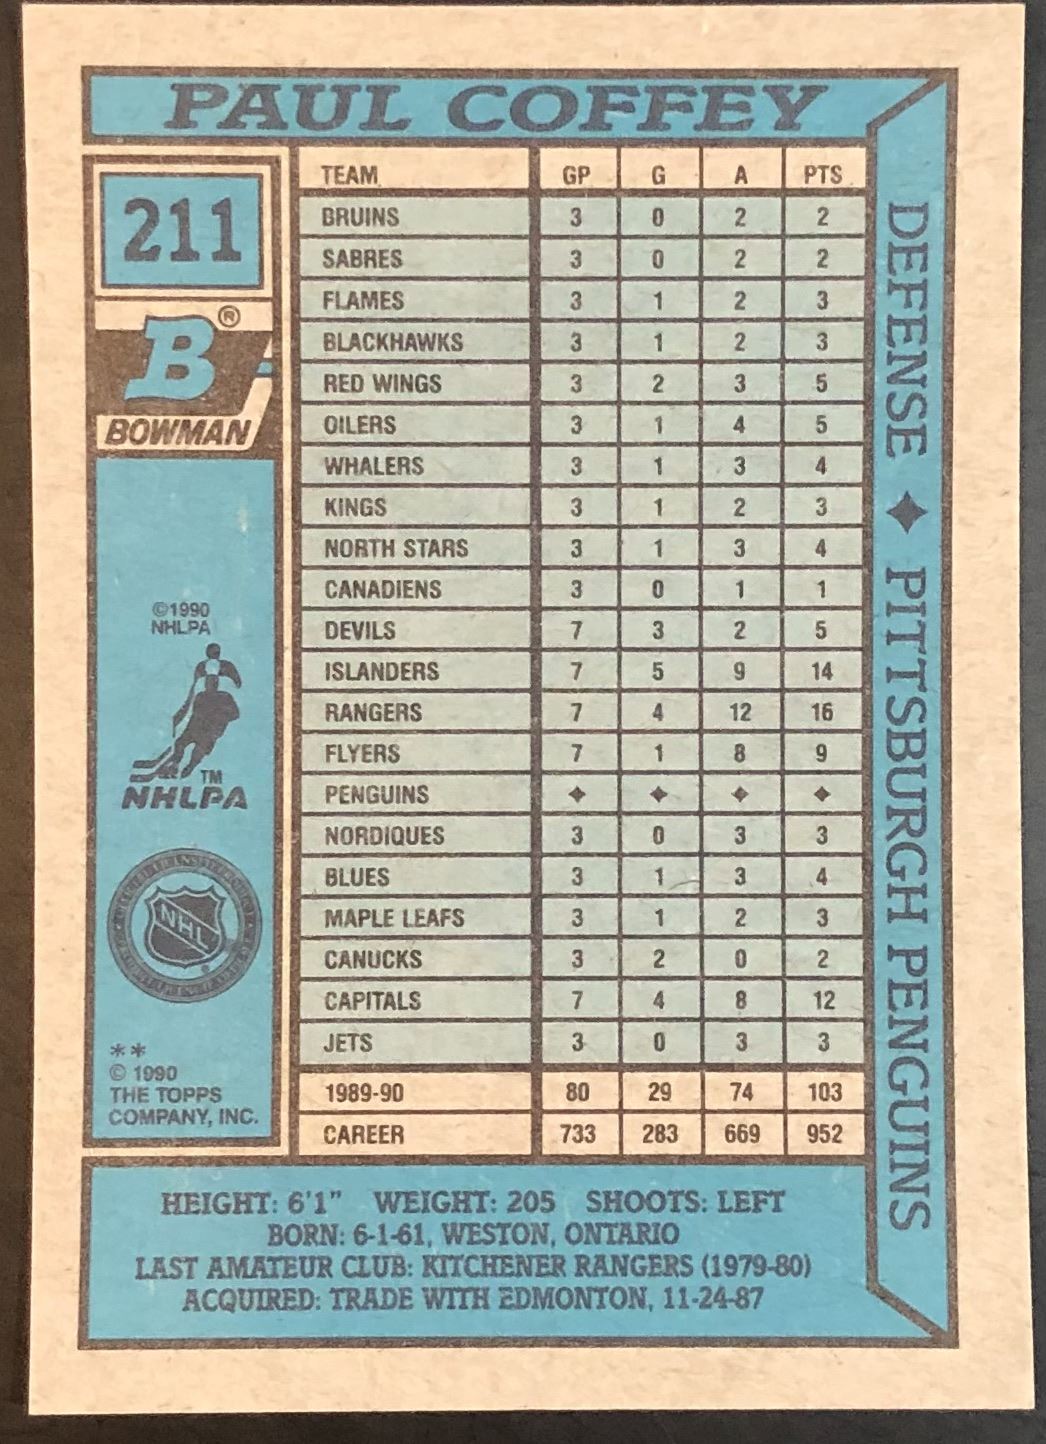 PAUL COFFEY
211
B®
BOWMAN
©1990
NHLPA
TM
NHLPA
NHL
**
© 1990
THE TOPPS
COMPANY, INC.
TEAM GP G A PTS
BRUINS 3 0 2 2
SABRES 3 0 2 2
FLAMES 3 1 2 3
BLACKHAWKS 3 1 2 3
RED WINGS 3 2 3 5
OILERS 3 1 4 5
WHALERS 3 1 3 4
KINGS 3 1 2 3
NORTH STARS 3 1 3 4
CANADIENS 3 0 1 1
DEVILS 7 3 2 5
ISLANDERS 7 5 9 14
RANGERS 7 4 12 16
FLYERS 7 1 8 9
PENGUINS ✦ ✦ ✦ ✦
NORDIQUES 3 0 3 3
BLUES 3 1 3 4
MAPLE LEAFS 3 1 2 3
CANUCKS 3 2 0 2
CAPITALS 7 4 8 12
JETS 3 0 3 3
1989-90 80 29 74 103
CAREER 733 283 669 952
DEFENSE ✦ PITTSBURGH PENGUINS
HEIGHT: 6'1" WEIGHT: 205 SHOOTS: LEFT
BORN: 6-1-61, WESTON, ONTARIO
LAST AMATEUR CLUB: KITCHENER RANGERS (1979-80)
ACQUIRED: TRADE WITH EDMONTON, 11-24-87